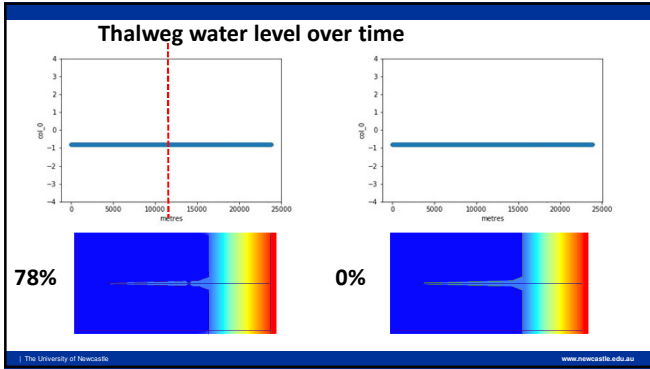 Thalweg water level over time
4
3
2
1
0
−1
−2
−3
−4
col_0
0 5000 10000 15000 20000 25000
metres
4
3
2
1
0
−1
−2
−3
−4
col_0
0 5000 10000 15000 20000 25000
metres
78%
0%
| The University of Newcastle
www.newcastle.edu.au